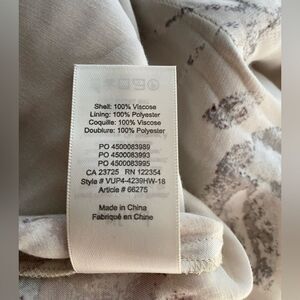 Shell: 100% Viscose
Lining: 100% Polyester
Coquille: 100% Viscose
Doublure: 100% Polyester
PO 4500083989
PO 4500083993
PO 4500083995
CA 23725 RN 122354
Style # VUP4-4239HW-18
Article # 66275
Made in China
Fabriqué en Chine